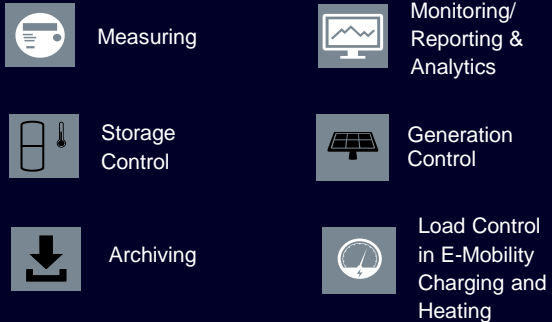 Measuring
Monitoring/
Reporting &
Analytics
Storage
Control
Generation
Control
Archiving
Load Control
in E-Mobility
Charging and
Heating